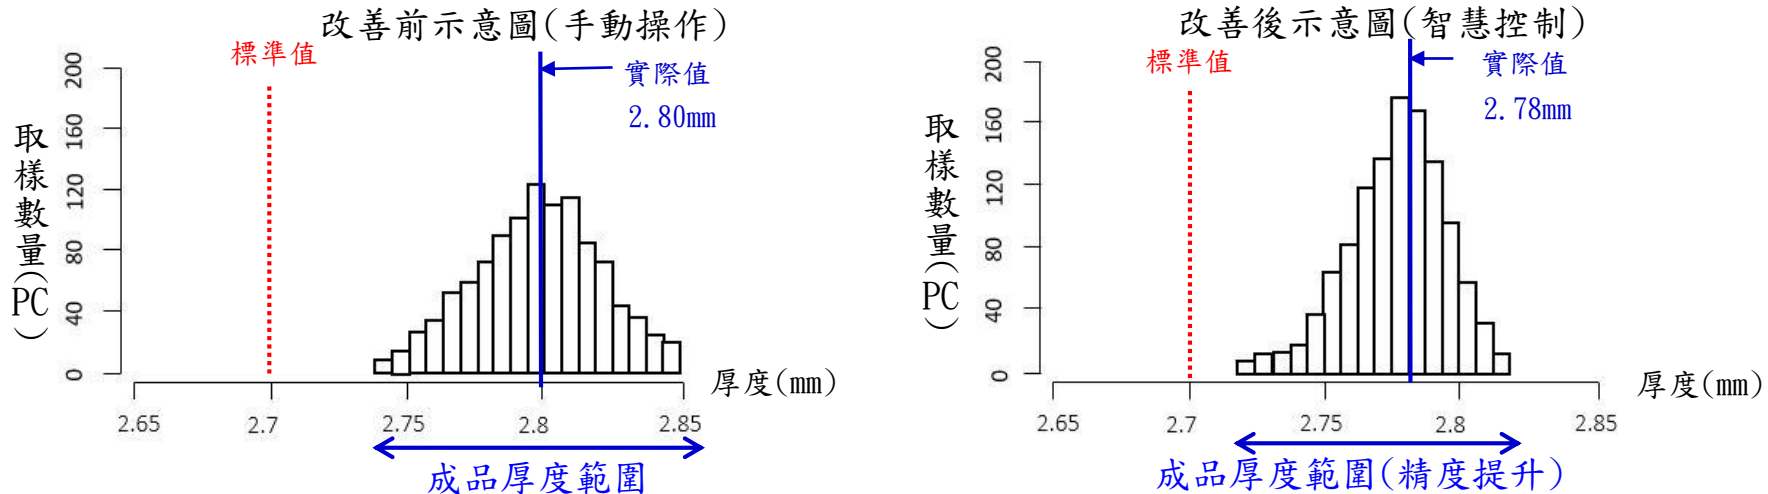 改善前示意圖(手動操作)
標準值
實際值
2.80mm
取樣數量(PC)
200
160
120
80
40
0
2.65
2.7
2.75
2.8
2.85
厚度(mm)
成品厚度範圍
改善後示意圖(智慧控制)
標準值
實際值
2.78mm
取樣數量(PC)
200
160
120
80
40
0
2.65
2.7
2.75
2.8
2.85
厚度(mm)
成品厚度範圍(精度提升)